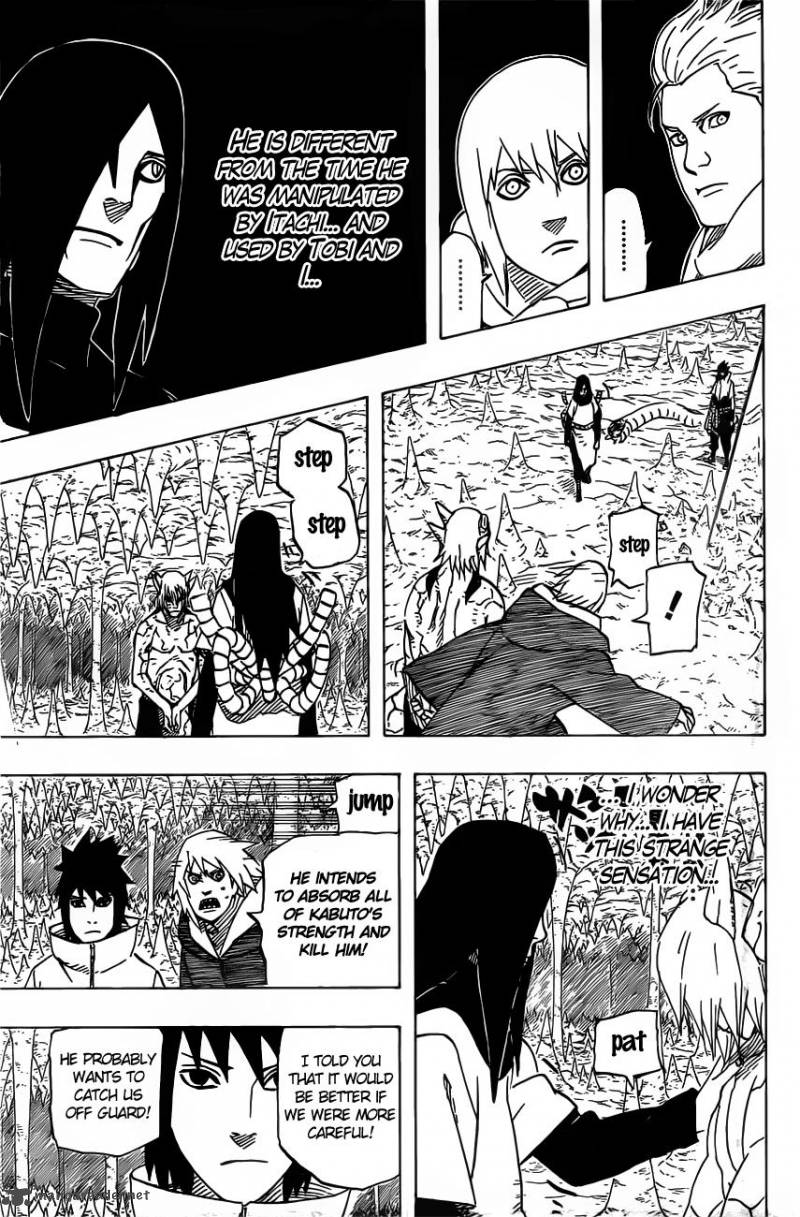 .........
.........
HE IS DIFFERENT
FROM THE TIME HE
WAS MANIPULATED
BY ITACHI... AND
USED BY TOBI AND
I...
step
!
step
step
...I WONDER
WHY... I HAVE
THIS STRANGE
SENSATION...
pat
jump
HE INTENDS
TO ABSORB ALL
OF KABUTO'S
STRENGTH AND
KILL HIM!
I TOLD YOU
THAT IT WOULD
BE BETTER IF
WE WERE MORE
CAREFUL!
HE PROBABLY
WANTS TO
CATCH US
OFF GUARD!